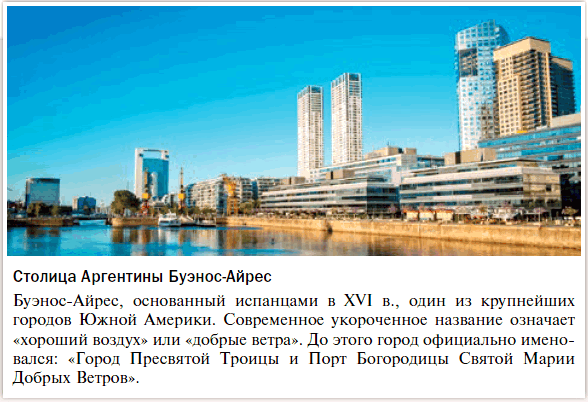 Столица Аргентины Буэнос-Айрес
Буэнос-Айрес, основанный испанцами в XVI в., один из крупнейших
городов Южной Америки. Современное укороченное название означает
«хороший воздух» или «добрые ветра». До этого город официально имено-
вался: «Город Пресвятой Троицы и Порт Богородицы Святой Марии
Добрых Ветров».